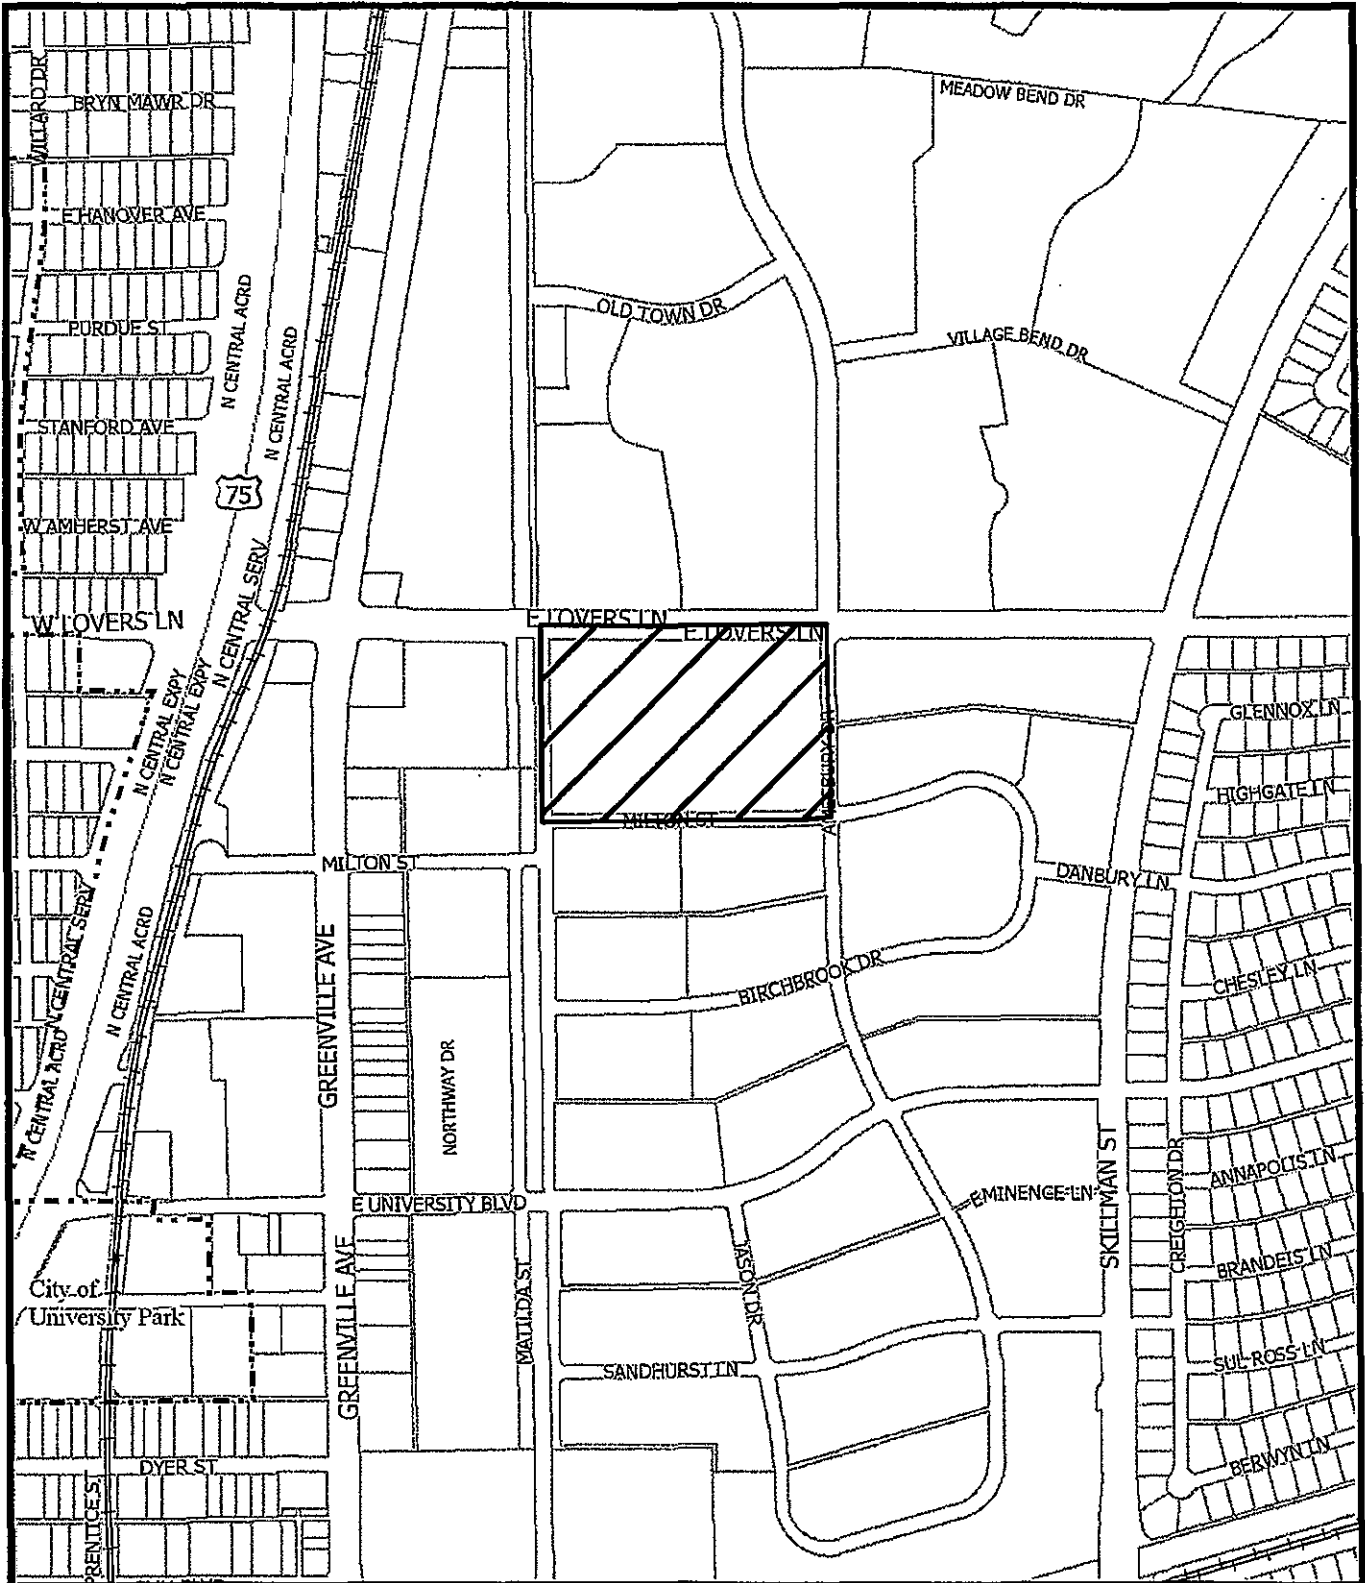 WILLARD DR
BRYN MAWR DR
MEADOW BEND DR
E HANOVER AVE
OLD TOWN DR
PURDUE ST
N CENTRAL ACRD
N CENTRAL ACRD
VILLAGE BEND DR
STANFORD AVE
75
W AMHERST AVE
N CENTRAL SERV
W LOVERS LN
E LOVERS LN
E LOVERS LN
N CENTRAL EXPY
N CENTRAL EXPY
GLENNOX LN
HIGHGATE LN
MILTON ST
MILTON ST
DANBURY LN
N CENTRAL SERV
N CENTRAL ACRD
GREENVILLE AVE
BIRCHBROOK DR
CHESLEY LN
N CENTRAL ACRD
NORTHWAY DR
SKILLMAN ST
CREIGHTON DR
ANNAPOLIS LN
E UNIVERSITY BLVD
EMINENCE LN
GREENVILLE AVE
MATILDA ST
JASON DR
BRANDEIS LN
City of
University Park
SANDHURST LN
SUL ROSS LN
DYER ST
BERWYN LN
PRENTICE ST